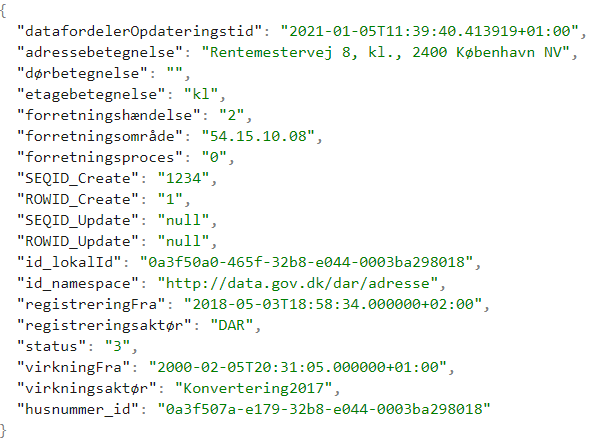 {
"datafordelerOpdateringstid": "2021-01-05T11:39:40.413919+01:00",
"adressebetegnelse": "Rentemestervej 8, kl., 2400 København NV",
"dørbetegnelse": "",
"etagebetegnelse": "kl",
"forretningshændelse": "2",
"forretningsområde": "54.15.10.08",
"forretningsproces": "0",
"SEQID_Create": "1234",
"ROWID_Create": "1",
"SEQID_Update": "null",
"ROWID_Update": "null",
"id_lokalId": "0a3f50a0-465f-32b8-e044-0003ba298018",
"id_namespace": "http://data.gov.dk/dar/adresse",
"registreringFra": "2018-05-03T18:58:34.000000+02:00",
"registreringsaktør": "DAR",
"status": "3",
"virkningFra": "2000-02-05T20:31:05.000000+01:00",
"virkningsaktør": "Konvertering2017",
"husnummer_id": "0a3f507a-e179-32b8-e044-0003ba298018"
}